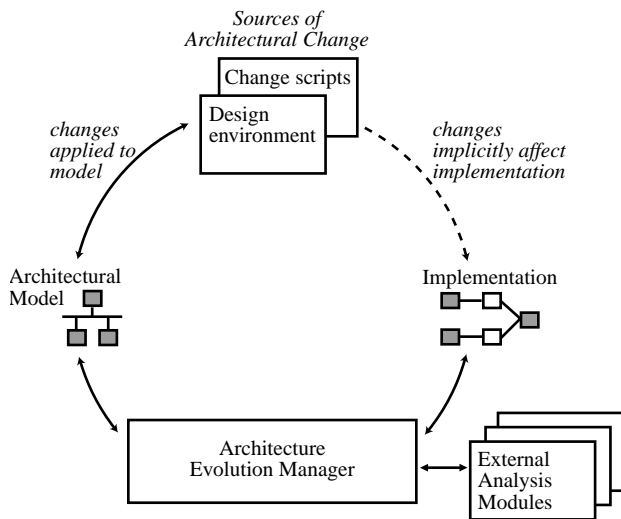 Sources of
Architectural Change
Change scripts
Design
environment
changes
applied to
model
changes
implicitly affect
implementation
Architectural
Model
Implementation
Architecture
Evolution Manager
External
Analysis
Modules